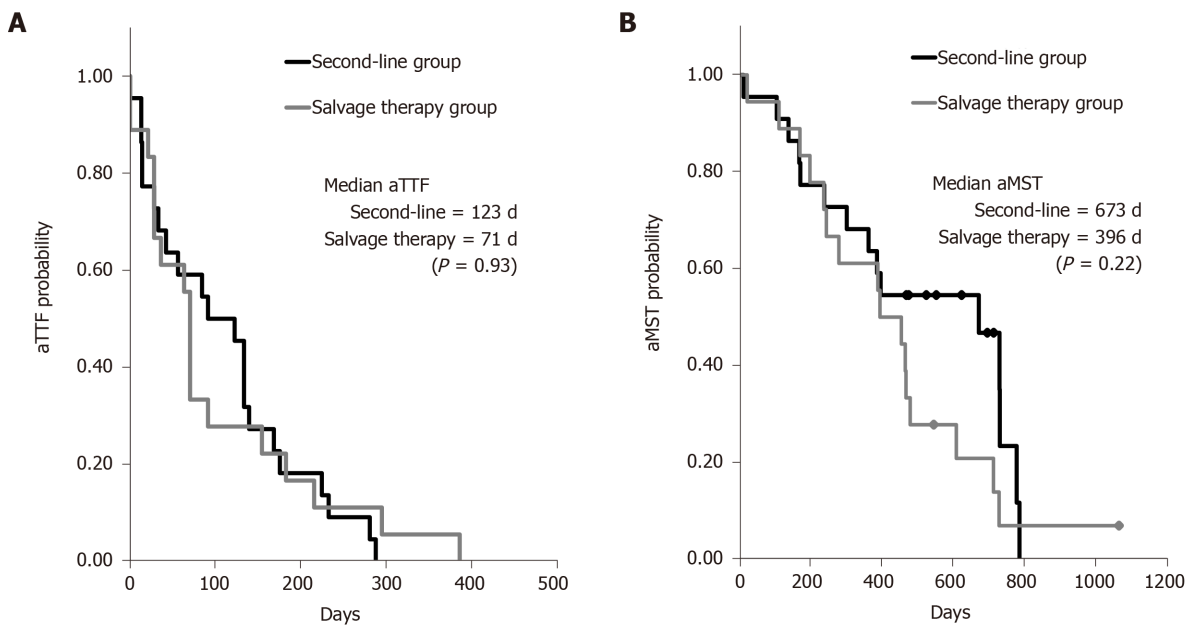 A
Second-line group
Salvage therapy group
Median aTTF
Second-line = 123 d
Salvage therapy = 71 d
(P = 0.93)
aTTF probability
1.00
0.80
0.60
0.40
0.20
0.00
0 100 200 300 400 500
Days
B
Second-line group
Salvage therapy group
Median aMST
Second-line = 673 d
Salvage therapy = 396 d
(P = 0.22)
aMST probability
1.00
0.80
0.60
0.40
0.20
0.00
0 200 400 600 800 1000 1200
Days